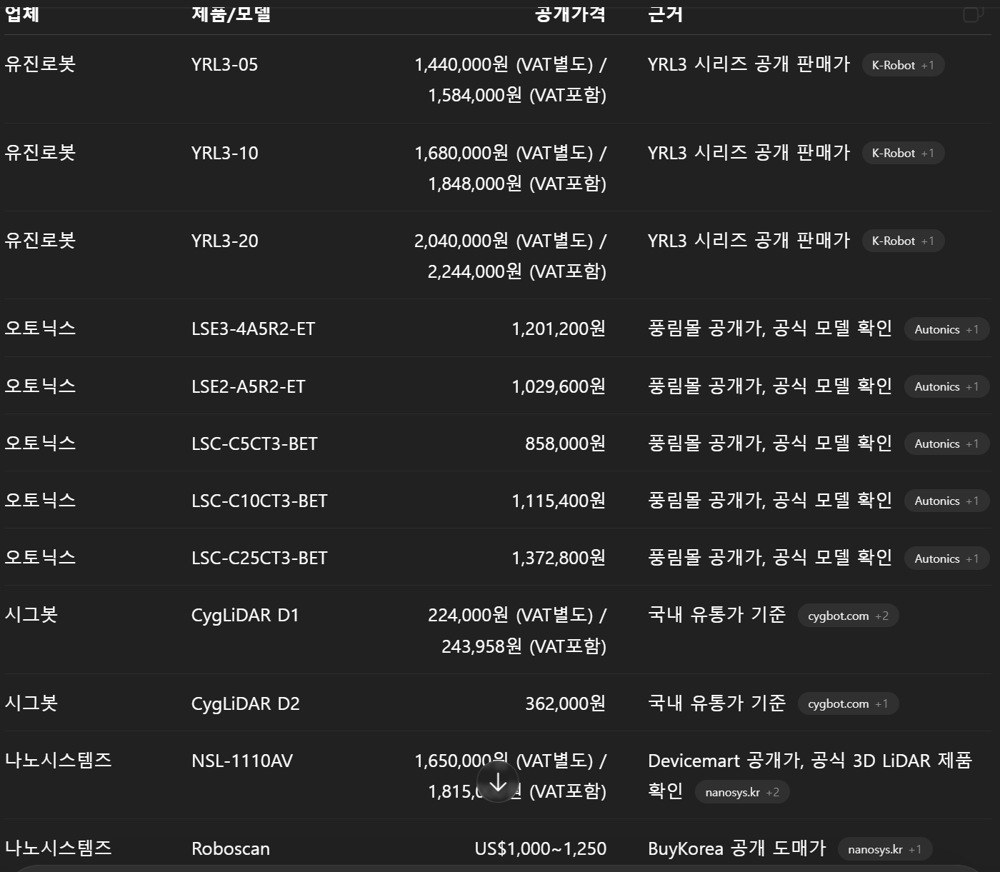 업체 제품/모델 공개가격 근거
유진로봇 YRL3-05 1,440,000원 (VAT별도) / YRL3 시리즈 공개 판매가 K-Robot +1
1,584,000원 (VAT포함)
유진로봇 YRL3-10 1,680,000원 (VAT별도) / YRL3 시리즈 공개 판매가 K-Robot +1
1,848,000원 (VAT포함)
유진로봇 YRL3-20 2,040,000원 (VAT별도) / YRL3 시리즈 공개 판매가 K-Robot +1
2,244,000원 (VAT포함)
오토닉스 LSE3-4A5R2-ET 1,201,200원 풍림몰 공개가, 공식 모델 확인 Autonics +1
오토닉스 LSE2-A5R2-ET 1,029,600원 풍림몰 공개가, 공식 모델 확인 Autonics +1
오토닉스 LSC-C5CT3-BET 858,000원 풍림몰 공개가, 공식 모델 확인 Autonics +1
오토닉스 LSC-C10CT3-BET 1,115,400원 풍림몰 공개가, 공식 모델 확인 Autonics +1
오토닉스 LSC-C25CT3-BET 1,372,800원 풍림몰 공개가, 공식 모델 확인 Autonics +1
시그봇 CygLiDAR D1 224,000원 (VAT별도) / 국내 유통가 기준 cygbot.com +2
243,958원 (VAT포함)
시그봇 CygLiDAR D2 362,000원 국내 유통가 기준 cygbot.com +1
나노시스템즈 NSL-1110AV 1,650,000원 (VAT별도) / Devicemart 공개가, 공식 3D LiDAR 제품
(VAT포함) 확인 nanosys.kr +2
나노시스템즈 Roboscan US$1,000~1,250 BuyKorea 공개 도매가 nanosys.kr +1